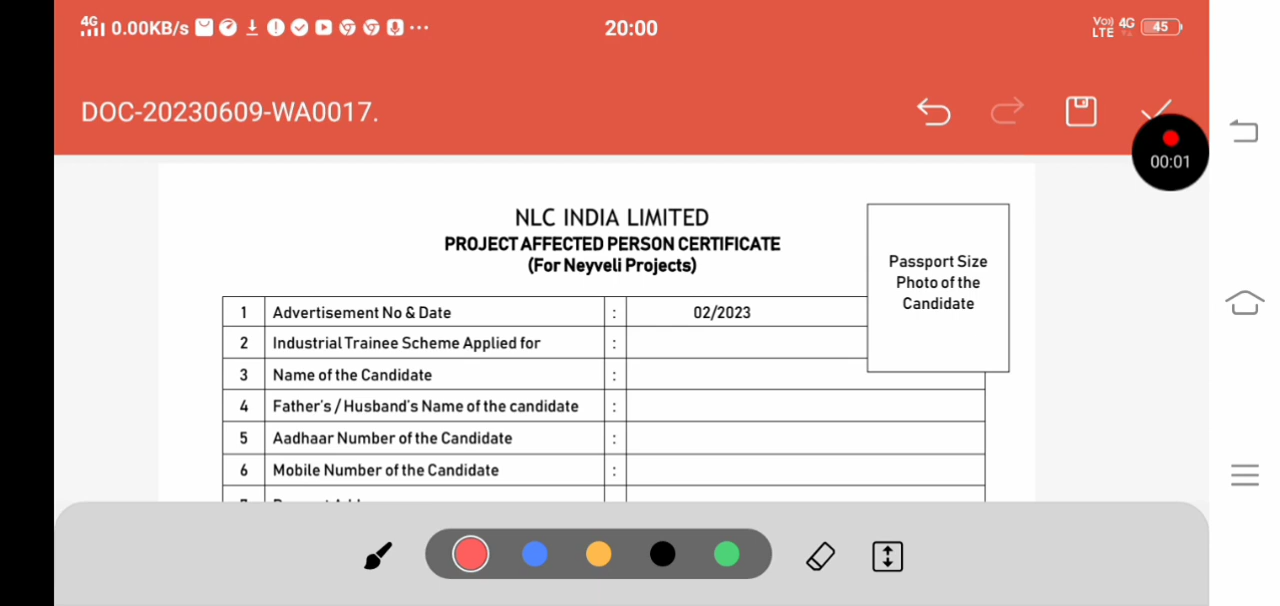 4G 0.00KB/s 20:00 Vo)) LTE 4G 45
DOC-20230609-WA0017.
00:01
NLC INDIA LIMITED
PROJECT AFFECTED PERSON CERTIFICATE
(For Neyveli Projects)
Passport Size
Photo of the
Candidate
1 Advertisement No & Date : 02/2023
2 Industrial Trainee Scheme Applied for :
3 Name of the Candidate :
4 Father's / Husband's Name of the candidate :
5 Aadhaar Number of the Candidate :
6 Mobile Number of the Candidate :